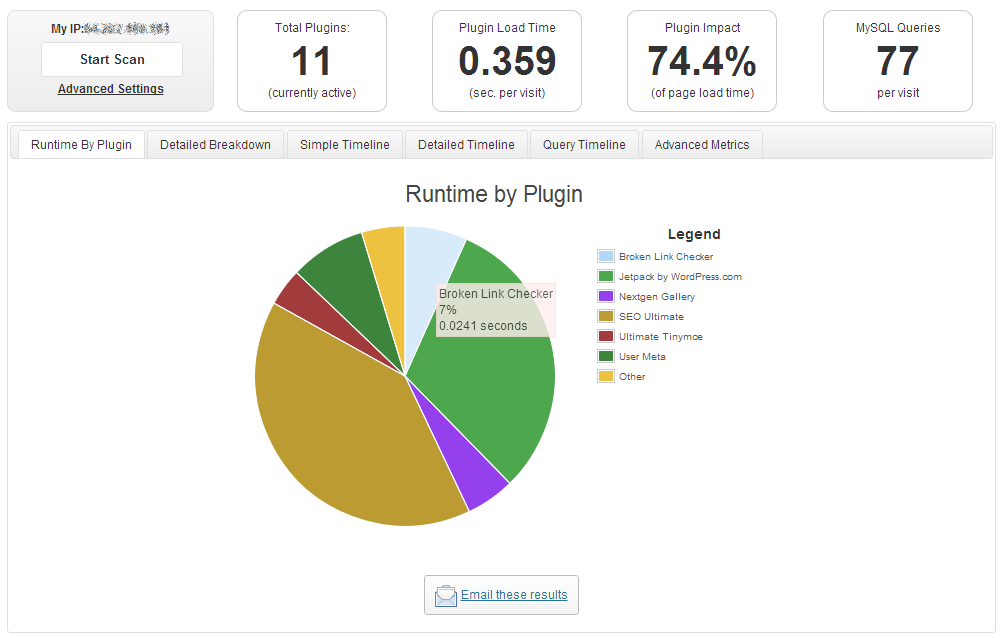 My IP:
Start Scan
Advanced Settings
Total Plugins:
11
(currently active)
Plugin Load Time
0.359
(sec. per visit)
Plugin Impact
74.4%
(of page load time)
MySQL Queries
77
per visit
Runtime By Plugin
Detailed Breakdown
Simple Timeline
Detailed Timeline
Query Timeline
Advanced Metrics
Runtime by Plugin
Broken Link Checker
7%
0.0241 seconds
Legend
Broken Link Checker
Jetpack by WordPress.com
Nextgen Gallery
SEO Ultimate
Ultimate Tinymce
User Meta
Other
Email these results